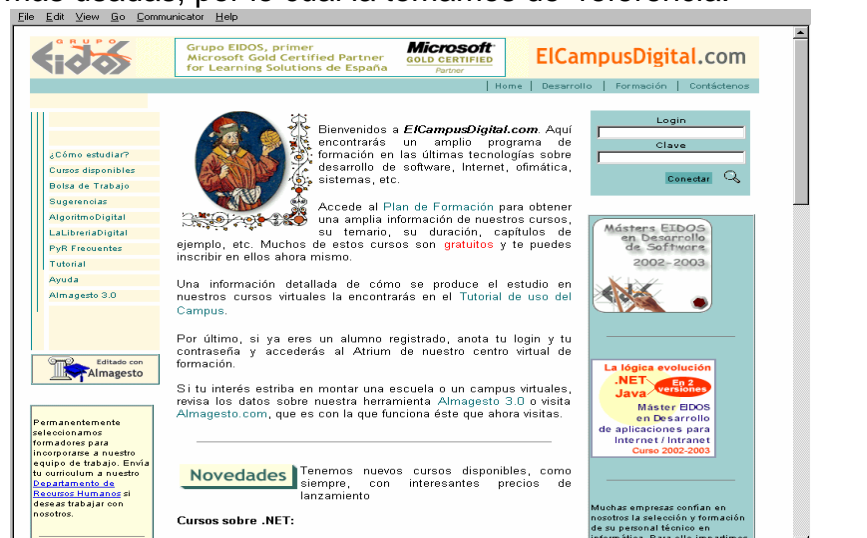 más usadas, por lo cual la tomamos de referencia.
File Edit View Go Communicator Help
GRUPO
Eidos
Grupo EIDOS, primer
Microsoft Gold Certified Partner
for Learning Solutions de España
Microsoft
GOLD CERTIFIED
Partner
ElCampusDigital.com
Home | Desarrollo | Formación | Contáctenos
¿Cómo estudiar?
Cursos disponibles
Bolsa de Trabajo
Sugerencias
AlgoritmoDigital
LaLibreriaDigital
PyR Frecuentes
Tutorial
Ayuda
Almagesto 3.0
Editado con
Almagesto
Permanentemente
seleccionamos
formadores para
incorporarse a nuestro
equipo de trabajo. Envía
tu curriculum a nuestro
Departamento de
Recursos Humanos si
deseas trabajar con
nosotros.
Bienvenidos a ElCampusDigital.com. Aquí
encontrarás un amplio programa de
formación en las últimas tecnologías sobre
desarrollo de software, Internet, ofimática,
sistemas, etc.
Accede al Plan de Formación para obtener
una amplia información de nuestros cursos,
su temario, su duración, capítulos de
ejemplo, etc. Muchos de estos cursos son gratuitos y te puedes
inscribir en ellos ahora mismo.
Una información detallada de cómo se produce el estudio en
nuestros cursos virtuales la encontrarás en el Tutorial de uso del
Campus.
Por último, si ya eres un alumno registrado, anota tu login y tu
contraseña y accederás al Atrium de nuestro centro virtual de
formación.
Si tu interés estriba en montar una escuela o un campus virtuales,
revisa los datos sobre nuestra herramienta Almagesto 3.0 o visita
Almagesto.com, que es con la que funciona éste que ahora visitas.
Novedades
Tenemos nuevos cursos disponibles, como
siempre, con interesantes precios de
lanzamiento
Cursos sobre .NET:
Login
Clave
Conectar
Másters EIDOS
en Desarrollo
de Software
2002-2003
Eidos
La lógica evolución
.NET
Java
En 2
versiones
Máster EIDOS
en Desarrollo
de aplicaciones para
Internet / Intranet
Curso 2002-2003
Muchas empresas confían en
nosotros la selección y formación
de su personal técnico en
informática. Para ello impartimos